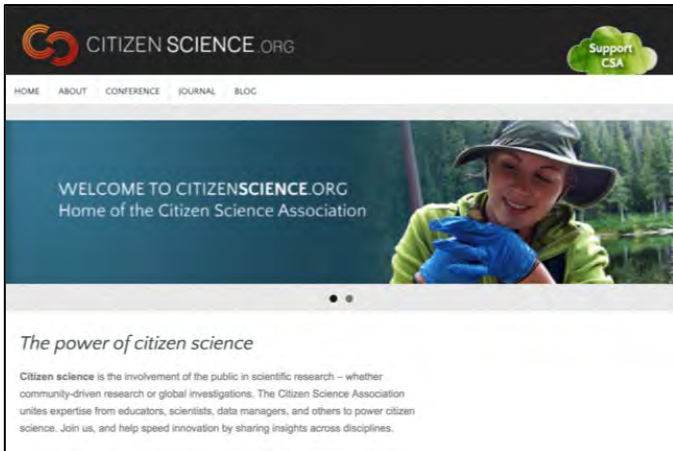 CITIZEN SCIENCE.ORG
Support
CSA
HOME ABOUT CONFERENCE JOURNAL BLOG
WELCOME TO CITIZENSCIENCE.ORG
Home of the Citizen Science Association
The power of citizen science
Citizen science is the involvement of the public in scientific research – whether
community-driven research or global investigations. The Citizen Science Association
unites expertise from educators, scientists, data managers, and others to power citizen
science. Join us, and help speed innovation by sharing insights across disciplines.